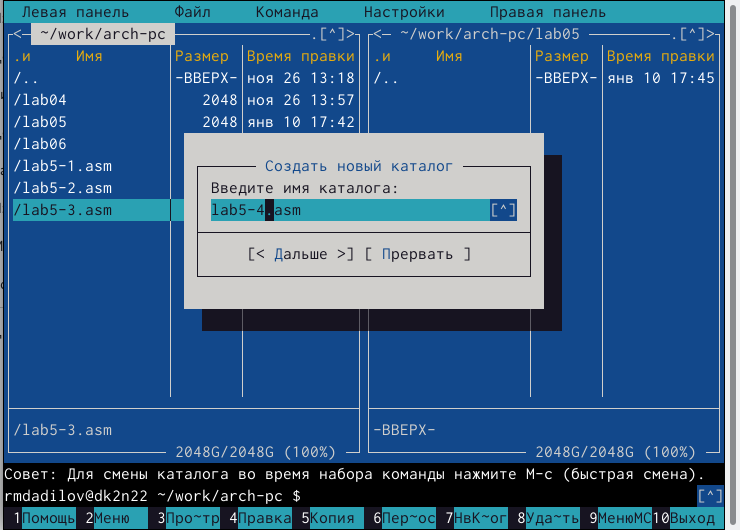 Левая панель Файл Команда Настройки Правая панель
<─ ~/work/arch-pc .[^]> <─ ~/work/arch-pc/lab05 .[^]>
.и Имя Размер Время правки .и Имя Размер Время правки
/.. -ВВЕРХ- ноя 26 13:18 /.. -ВВЕРХ- янв 10 17:45
/lab04 2048 ноя 26 13:57
/lab05 2048 янв 10 17:42
/lab06
/lab5-1.asm
/lab5-2.asm
/lab5-3.asm
Создать новый каталог
Введите имя каталога:
lab5-4.asm [^]
[< Дальше >] [ Прервать ]
/lab5-3.asm -ВВЕРХ-
2048G/2048G (100%) 2048G/2048G (100%)
Совет: Для смены каталога во время набора команды нажмите M-c (быстрая смена).
rmdadilov@dk2n22 ~/work/arch-pc $ [^]
1Помощь 2Меню 3Про~тр 4Правка 5Копия 6Пер~ос 7НвК~ог 8Уда~ть 9МенюMC 10Выход